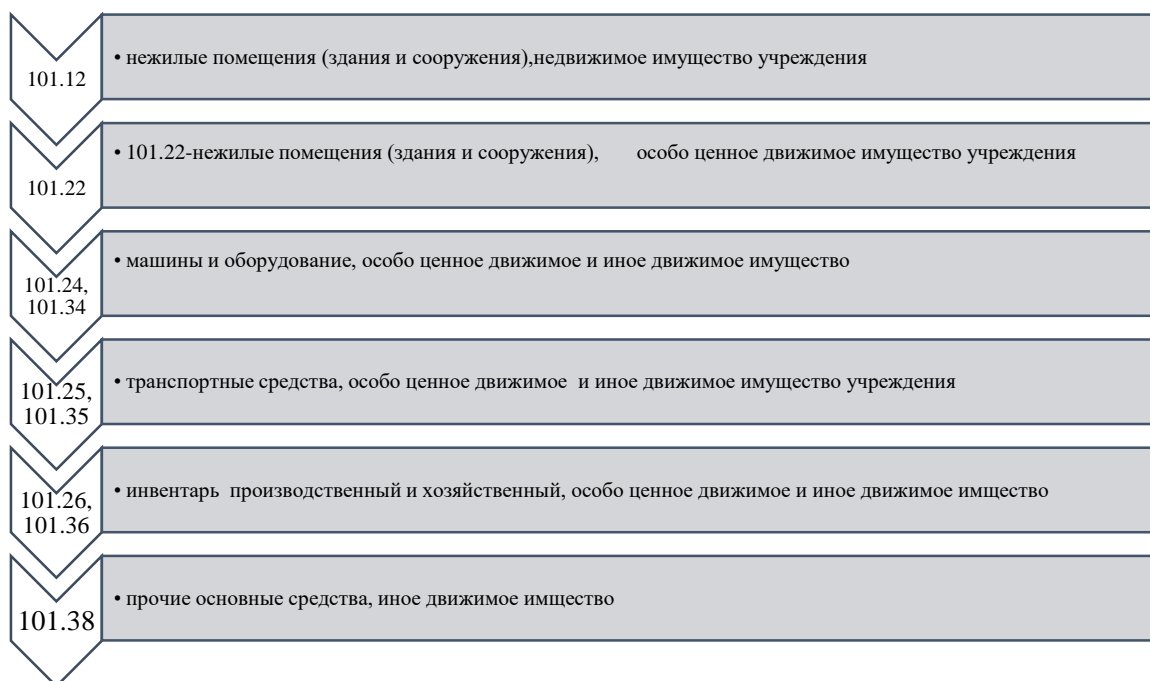 101.12
• нежилые помещения (здания и сооружения),недвижимое имущество учреждения
101.22
• 101.22-нежилые помещения (здания и сооружения), особо ценное движимое имущество учреждения
101.24,
101.34
• машины и оборудование, особо ценное движимое и иное движимое имущество
101.25,
101.35
• транспортные средства, особо ценное движимое и иное движимое имущество учреждения
101.26,
101.36
• инвентарь производственный и хозяйственный, особо ценное движимое и иное движимое имщество
101.38
• прочие основные средства, иное движимое имщество